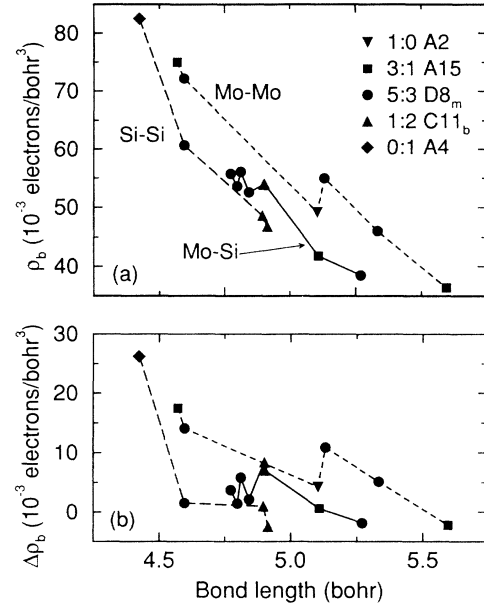 80
70
60
50
40
ρb (10⁻³ electrons/bohr³)
▼ 1:0 A2
■ 3:1 A15
● 5:3 D8m
▲ 1:2 C11b
◆ 0:1 A4
Mo-Mo
Si-Si
Mo-Si
(a)
30
20
10
0
Δρb (10⁻³ electrons/bohr³)
(b)
4.5 5.0 5.5
Bond length (bohr)